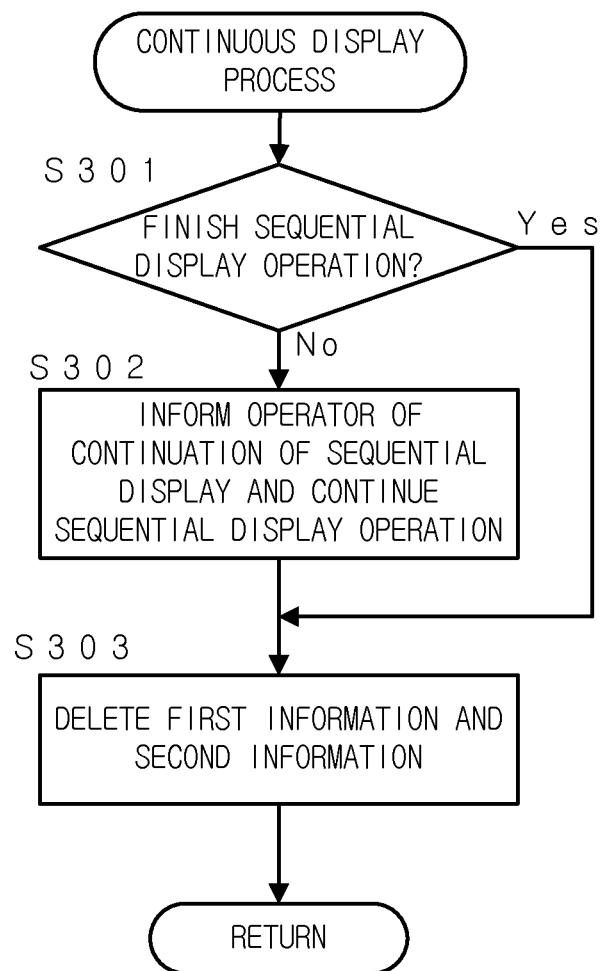 CONTINUOUS DISPLAY
PROCESS
S301
FINISH SEQUENTIAL
DISPLAY OPERATION?
Yes
No
S302
INFORM OPERATOR OF
CONTINUATION OF SEQUENTIAL
DISPLAY AND CONTINUE
SEQUENTIAL DISPLAY OPERATION
S303
DELETE FIRST INFORMATION AND
SECOND INFORMATION
RETURN